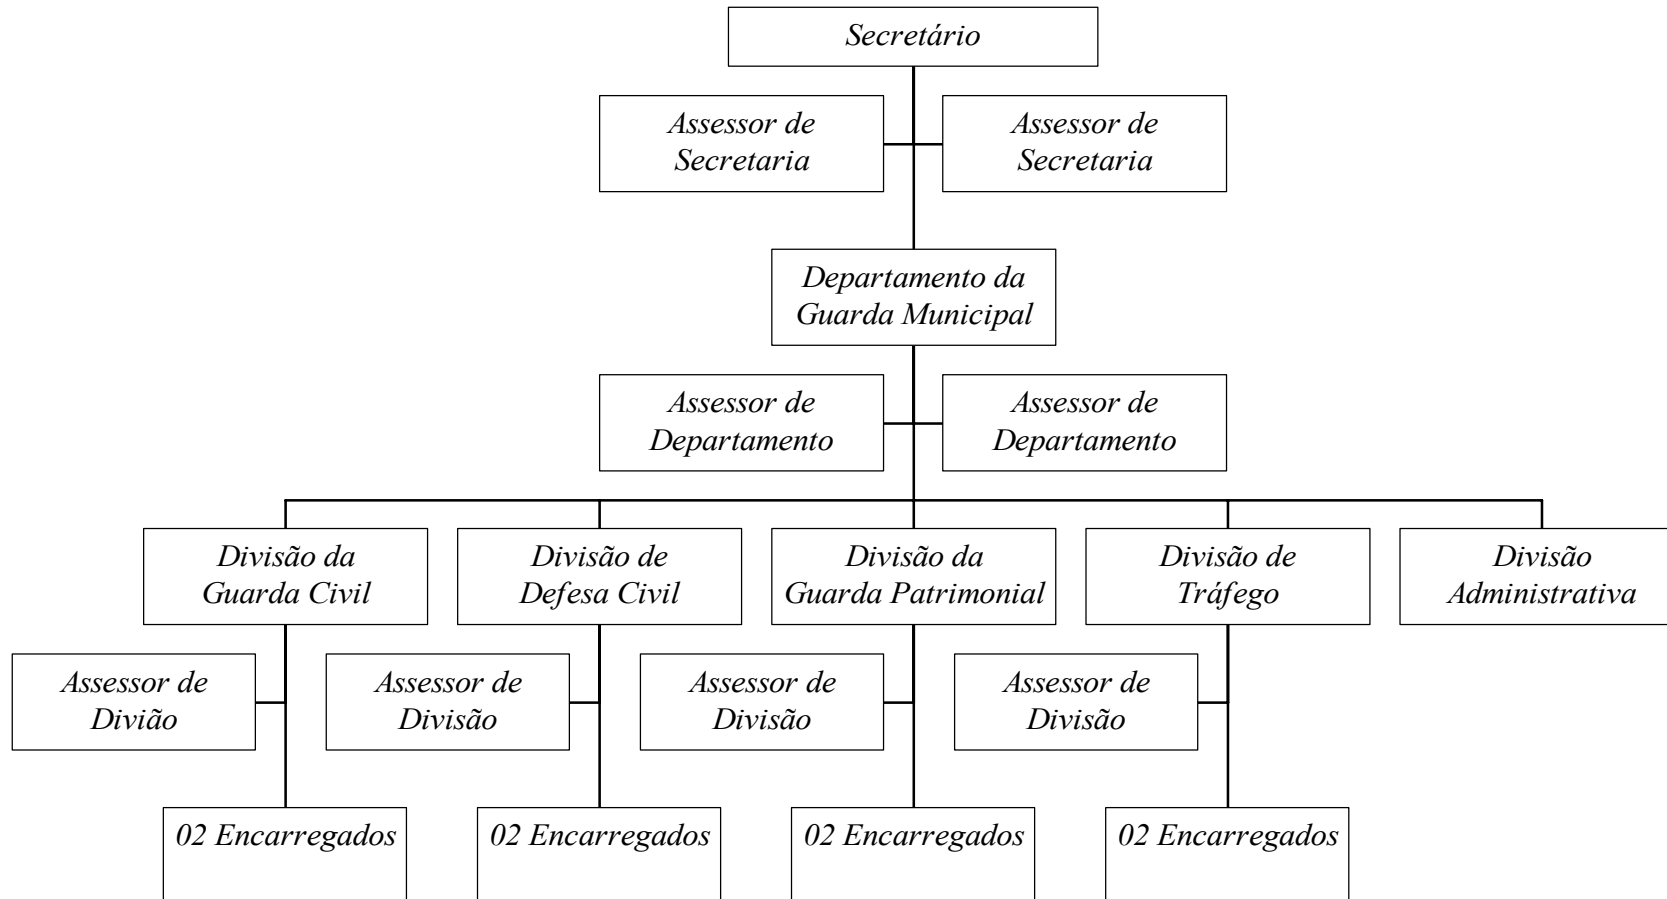 Secretário
Assessor de
Secretaria
Assessor de
Secretaria
Departamento da
Guarda Municipal
Assessor de
Departamento
Assessor de
Departamento
Divisão da
Guarda Civil
Divisão de
Defesa Civil
Divisão da
Guarda Patrimonial
Divisão de
Tráfego
Divisão
Administrativa
Assessor de
Divião
Assessor de
Divisão
Assessor de
Divisão
Assessor de
Divisão
02 Encarregados
02 Encarregados
02 Encarregados
02 Encarregados